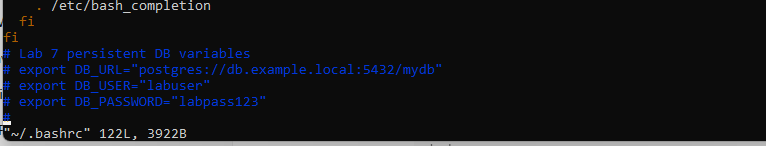 . /etc/bash_completion
fi
fi
# Lab 7 persistent DB variables
# export DB_URL="postgres://db.example.local:5432/mydb"
# export DB_USER="labuser"
# export DB_PASSWORD="labpass123"
#
"~/.bashrc" 122L, 3922B